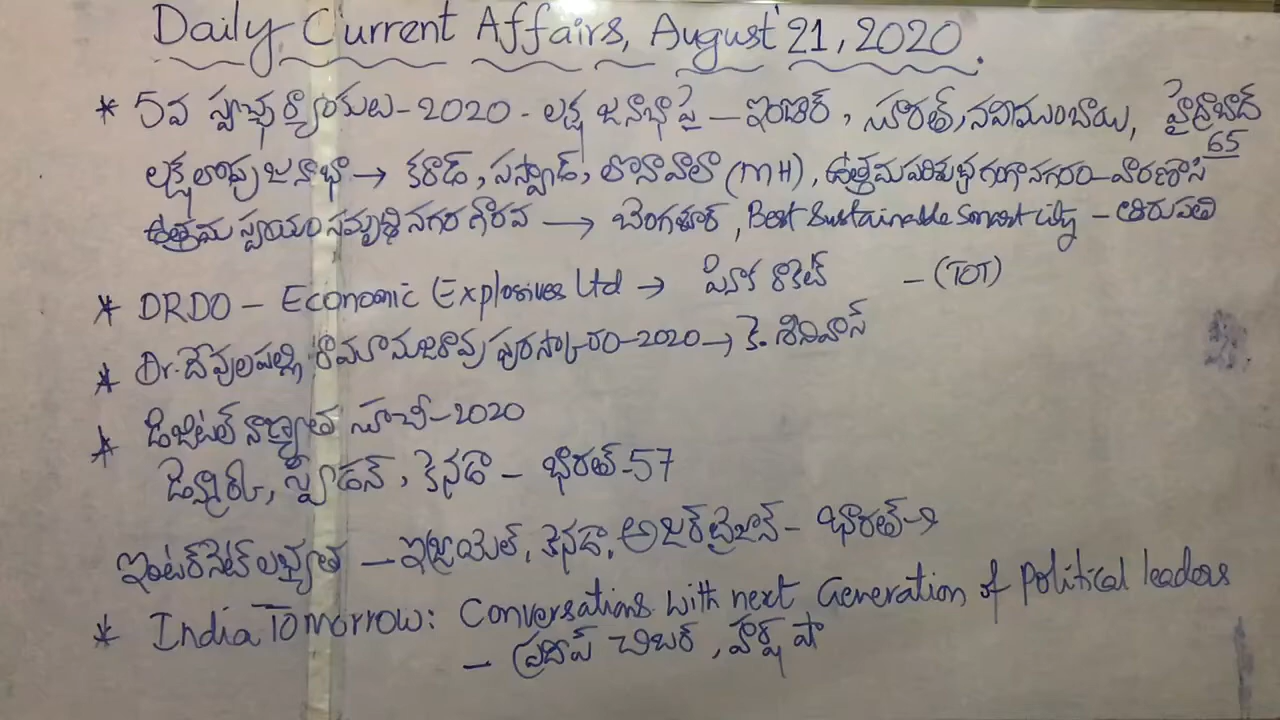 Daily Current Affairs, August 21, 2020.
* 5వ స్వచ్ఛ ర్యాంకులు-2020 - లక్ష జనాభాపై - ఇండోర్, సూరత్, నవిముంబాయి, హైద్రాబాద్
65
లక్షలోపు జనాభా → కరాడ్, సస్వాడ్, లోనావాలా (MH), ఉత్తమ పరిశుభ్ర గంగానగరం - వారణాసి
ఉత్తమ స్వయం సమృద్ధి నగర గౌరవ → బెంగళూర్, Best Sustainable Smart city - తిరుపతి
* DRDO - Economic Explosives Ltd → పినాక రాకెట్ - (TOT)
* Dr. దేవులపల్లి రామానుజరావు పురస్కారం-2020 → కె. శ్రీనివాస్
* డిజిటల్ నాణ్యత సూచీ-2020
డెన్మార్క్, స్వీడన్, కెనడా - భారత్-57
ఇంటర్నెట్ లభ్యత - ఇజ్రాయెల్, కెనడా, అజర్బైజాన్ - భారత్-9
* India Tomorrow: Conversations with next Generation of Political leaders
- ప్రదీప్ చిబర్, హర్ష్ షా